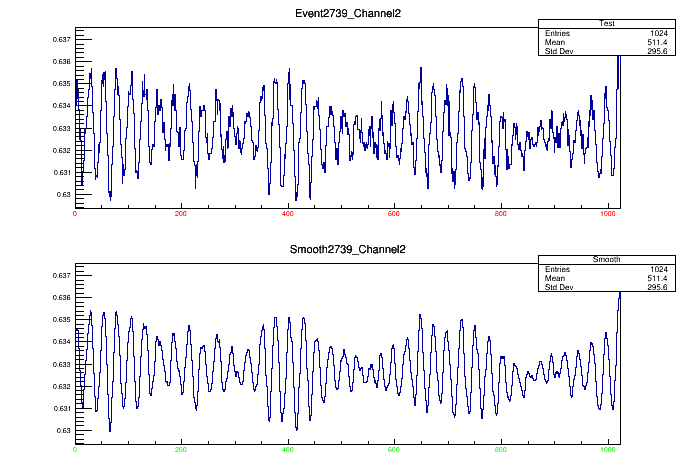 Event2739_Channel2
Test
Entries 1024
Mean 511.4
Std Dev 295.6
0.637
0.636
0.635
0.634
0.633
0.632
0.631
0.63
0 200 400 600 800 1000
Smooth2739_Channel2
Smooth
Entries 1024
Mean 511.4
Std Dev 295.6
0.637
0.636
0.635
0.634
0.633
0.632
0.631
0.63
0 200 400 600 800 1000